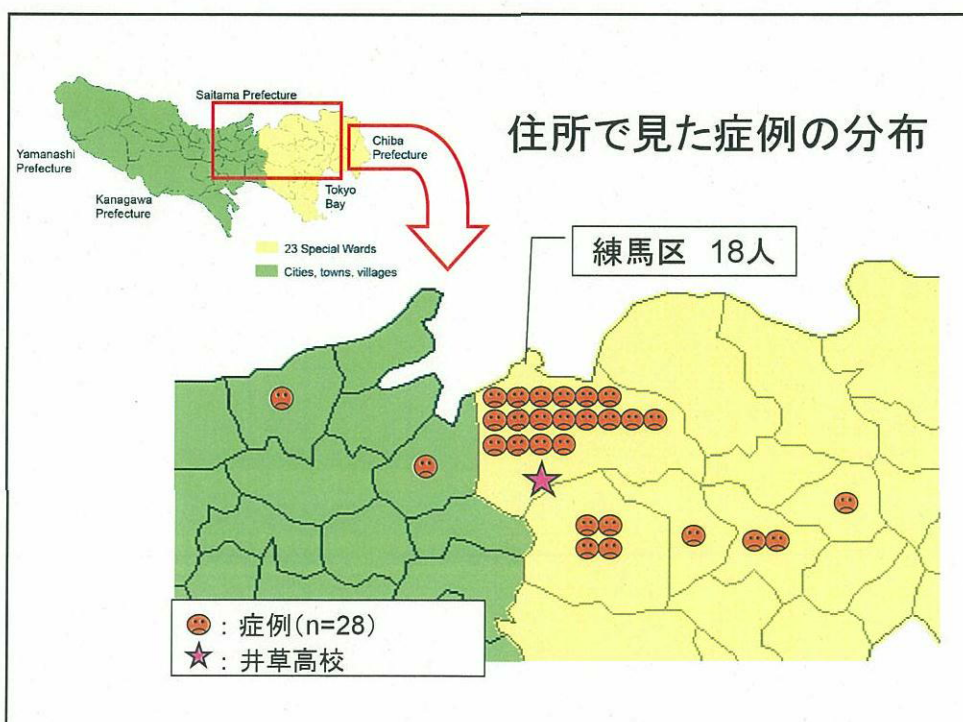 住所で見た症例の分布
Saitama Prefecture
Chiba
Prefecture
Yamanashi
Prefecture
Kanagawa
Prefecture
Tokyo
Bay
23 Special Wards
Cities, towns, villages
練馬区 18人
: 症例(n=28)
: 井草高校